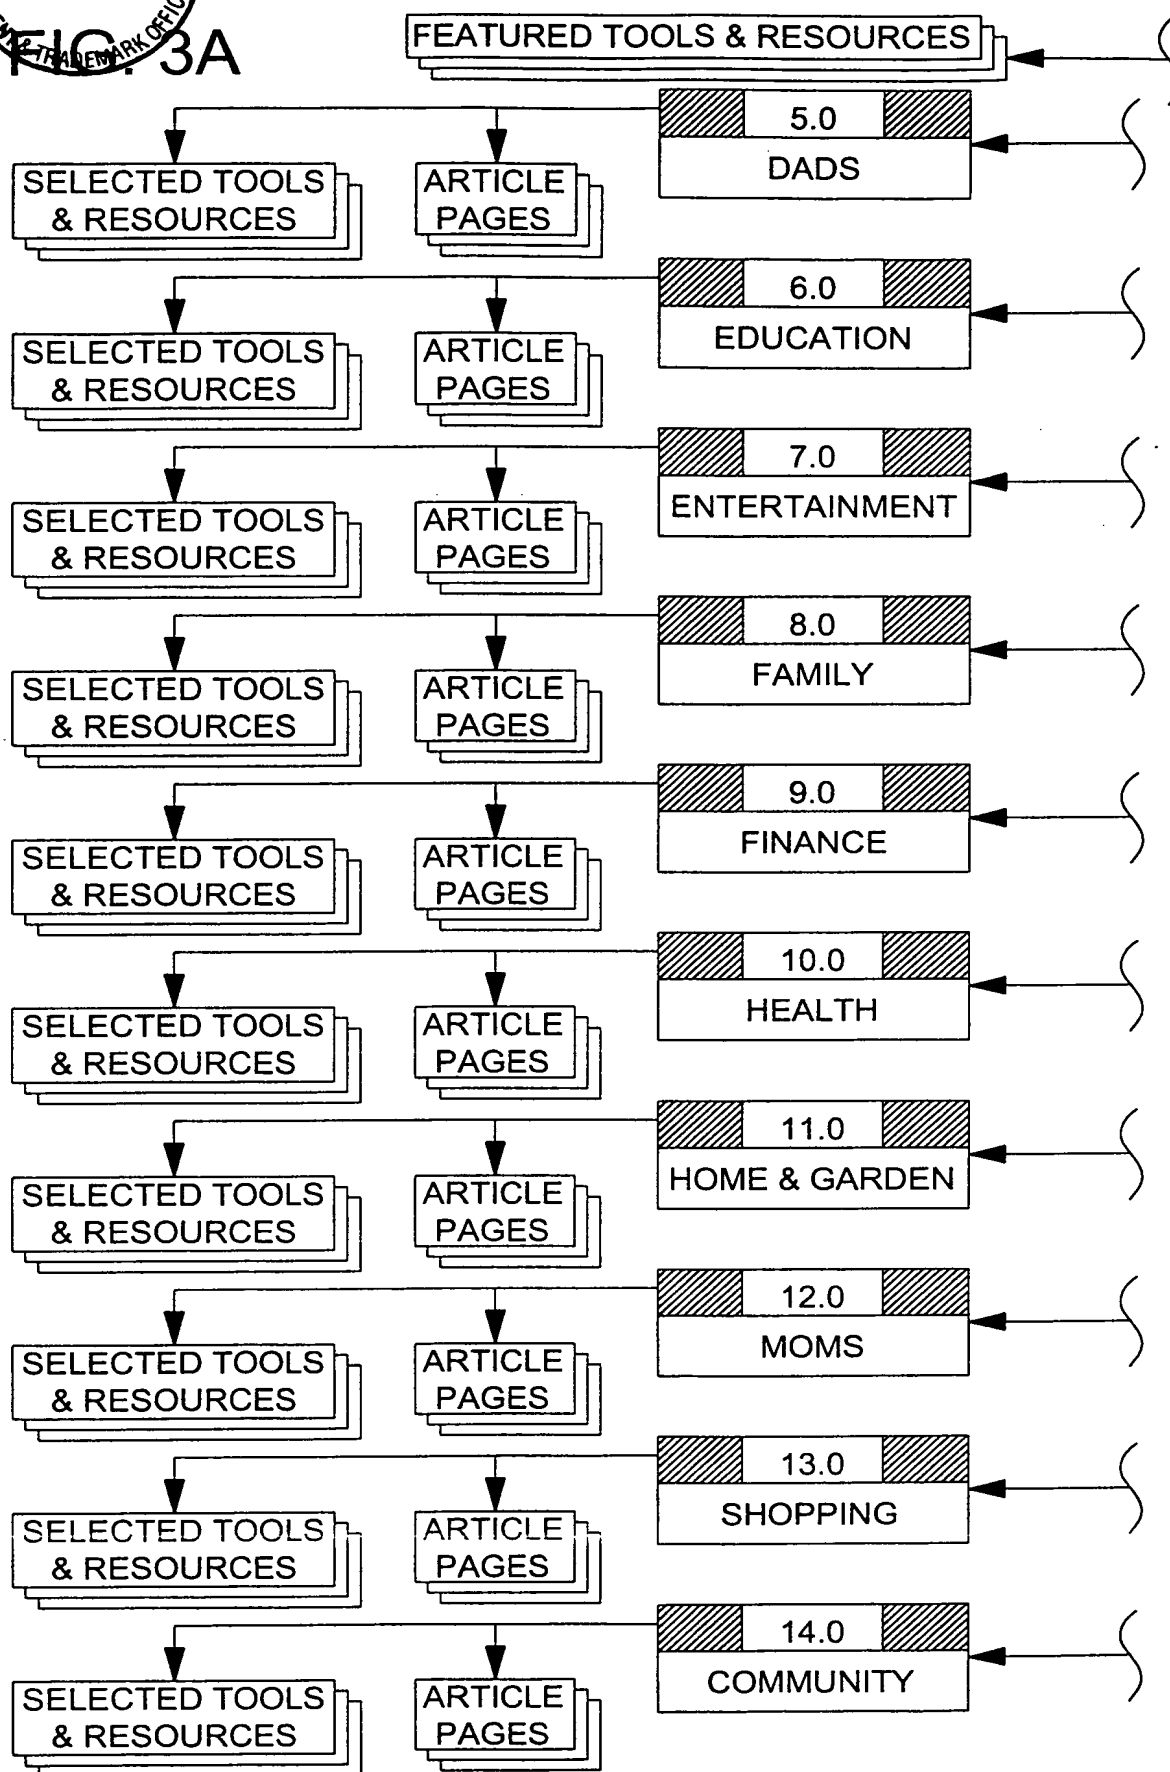 & TRADEMARK OFFIC
FIG. 3A
FEATURED TOOLS & RESOURCES
5.0
DADS
SELECTED TOOLS
& RESOURCES
ARTICLE
PAGES
6.0
EDUCATION
SELECTED TOOLS
& RESOURCES
ARTICLE
PAGES
7.0
ENTERTAINMENT
SELECTED TOOLS
& RESOURCES
ARTICLE
PAGES
8.0
FAMILY
SELECTED TOOLS
& RESOURCES
ARTICLE
PAGES
9.0
FINANCE
SELECTED TOOLS
& RESOURCES
ARTICLE
PAGES
10.0
HEALTH
SELECTED TOOLS
& RESOURCES
ARTICLE
PAGES
11.0
HOME & GARDEN
SELECTED TOOLS
& RESOURCES
ARTICLE
PAGES
12.0
MOMS
SELECTED TOOLS
& RESOURCES
ARTICLE
PAGES
13.0
SHOPPING
SELECTED TOOLS
& RESOURCES
ARTICLE
PAGES
14.0
COMMUNITY
SELECTED TOOLS
& RESOURCES
ARTICLE
PAGES